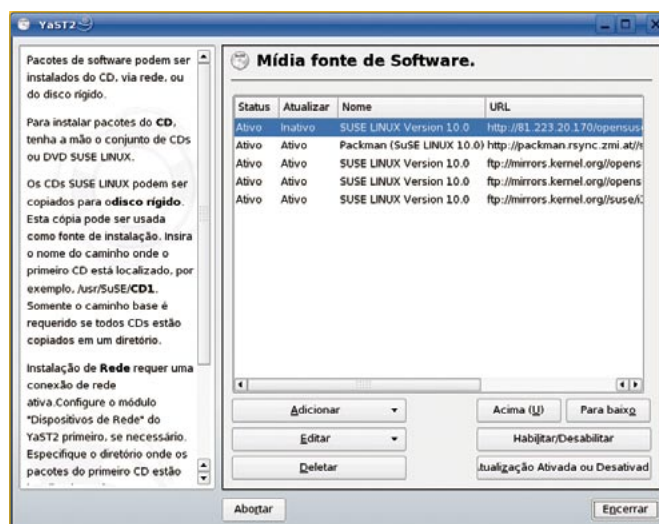 YaST2
Pacotes de software podem ser
instalados do CD, via rede, ou
do disco rígido.
Para instalar pacotes do CD,
tenha a mão o conjunto de CDs
ou DVD SUSE LINUX.
Os CDs SUSE LINUX podem ser
copiados para odisco rígido.
Esta cópia pode ser usada
como fonte de instalação. Insira
o nome do caminho onde o
primeiro CD está localizado, por
exemplo, /usr/SuSE/CD1.
Somente o caminho base é
requerido se todos CDs estão
copiados em um diretório.
Instalação de Rede requer uma
conexão de rede
ativa.Configure o módulo
"Dispositivos de Rede" do
YaST2 primeiro, se necessário.
Especifique o diretório onde os
pacotes do primeiro CD estão
Mídia fonte de Software.
Status Atualizar Nome URL
Ativo Inativo SUSE LINUX Version 10.0 http://81.223.20.170/opensuse
Ativo Ativo Packman (SuSE LINUX 10.0) http://packman.rsync.zmi.at//s
Ativo Ativo SUSE LINUX Version 10.0 ftp://mirrors.kernel.org//opens
Ativo Ativo SUSE LINUX Version 10.0 ftp://mirrors.kernel.org//opens
Ativo Ativo SUSE LINUX Version 10.0 ftp://mirrors.kernel.org//suse/i
Adicionar Acima (U) Para baixo
Editar Habilitar/Desabilitar
Deletar tualização Ativada ou Desativad
Abortar Encerrar